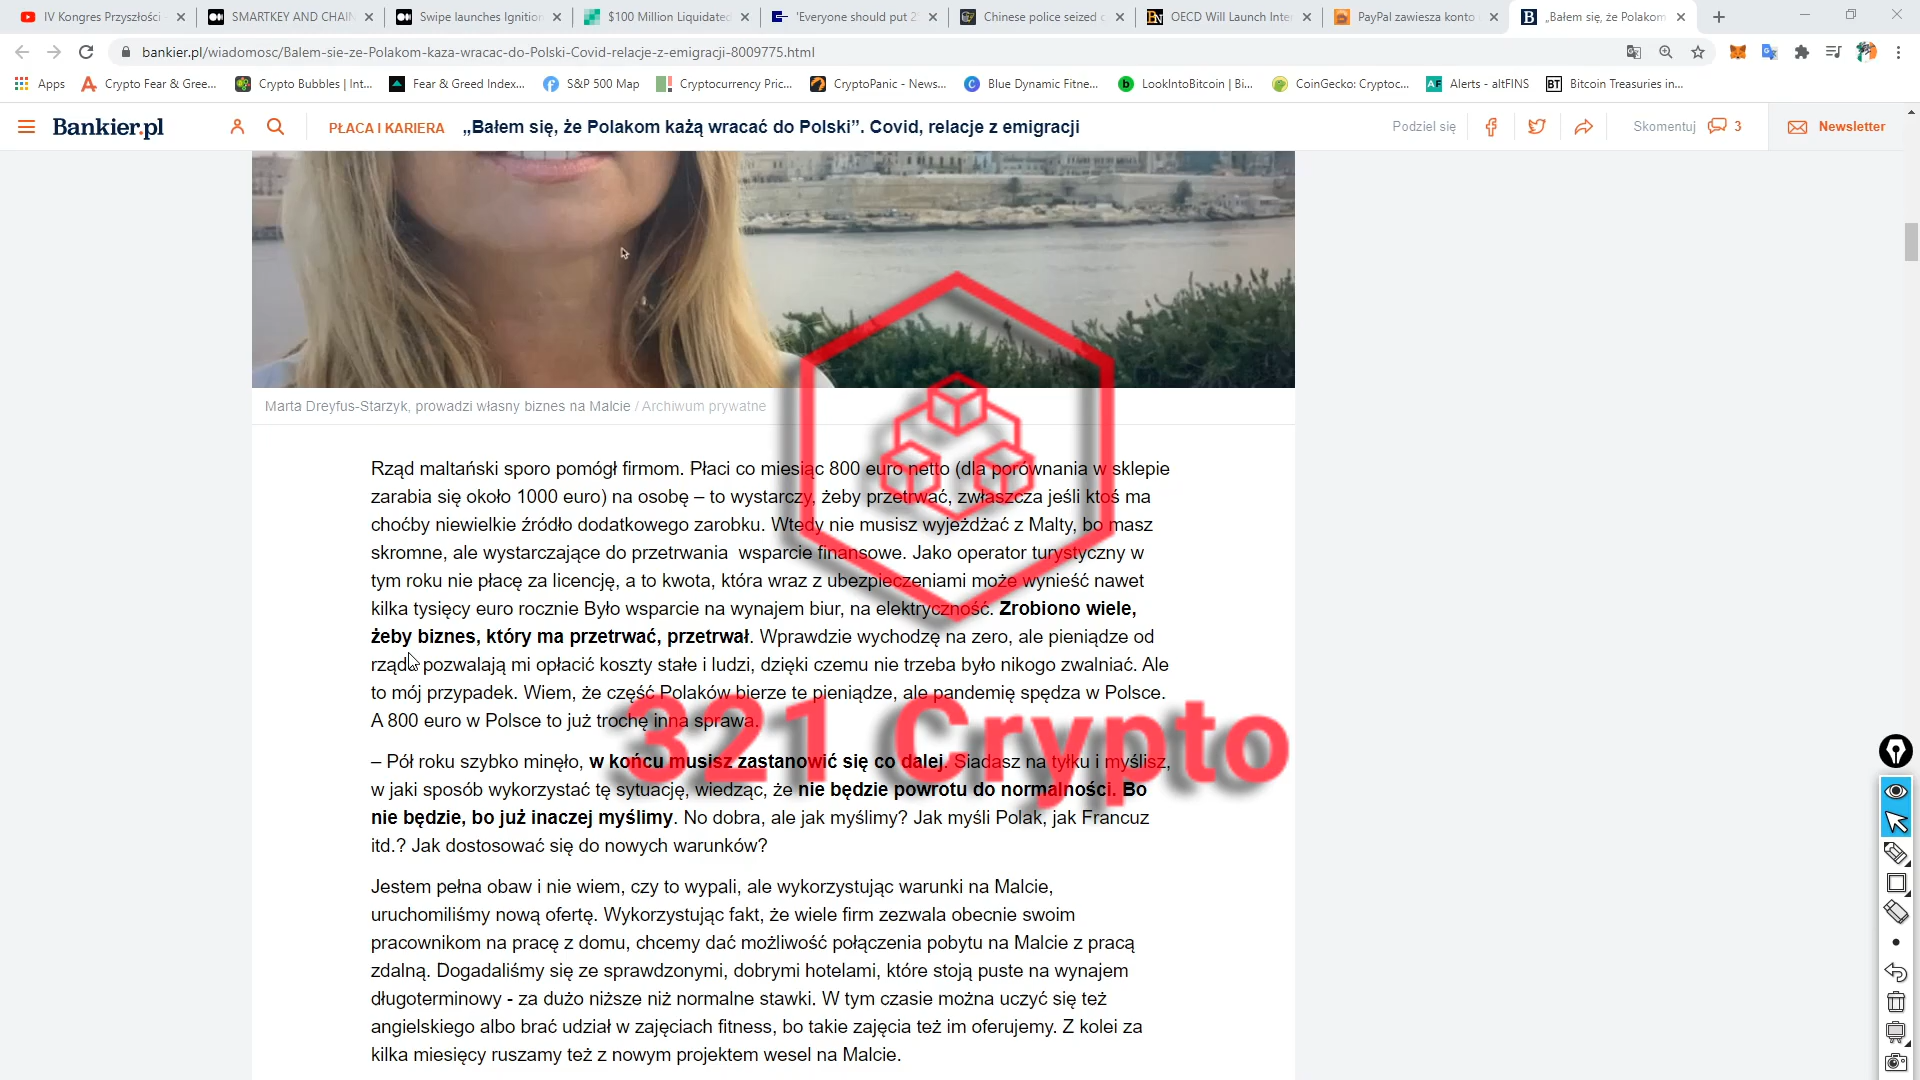 IV Kongres Przyszłości
SMARTKEY AND CHAIN
Swipe launches Ignition
$100 Million Liquidated
'Everyone should put 2
Chinese police seized c
OECD Will Launch Inte
PayPal zawiesza konto
„Bałem się, że Polakom
bankier.pl/wiadomosc/Balem-sie-ze-Polakom-kaza-wracac-do-Polski-Covid-relacje-z-emigracji-8009775.html
Apps
Crypto Fear & Gree...
Crypto Bubbles | Int...
Fear & Greed Index...
S&P 500 Map
Cryptocurrency Pric...
CryptoPanic - News...
Blue Dynamic Fitne...
LookIntoBitcoin | Bi...
CoinGecko: Cryptoc...
AF
Alerts - altFINS
BT
Bitcoin Treasuries in...
Bankier.pl
PŁACA I KARIERA
„Bałem się, że Polakom każą wracać do Polski”. Covid, relacje z emigracji
Podziel się
Skomentuj
3
Newsletter
Marta Dreyfus-Starzyk, prowadzi własny biznes na Malcie / Archiwum prywatne
Rząd maltański sporo pomógł firmom. Płaci co miesiąc 800 euro netto (dla porównania w sklepie
zarabia się około 1000 euro) na osobę – to wystarczy, żeby przetrwać, zwłaszcza jeśli ktoś ma
choćby niewielkie źródło dodatkowego zarobku. Wtedy nie musisz wyjeżdżać z Malty, bo masz
skromne, ale wystarczające do przetrwania wsparcie finansowe. Jako operator turystyczny w
tym roku nie płacę za licencję, a to kwota, która wraz z ubezpieczeniami może wynieść nawet
kilka tysięcy euro rocznie Było wsparcie na wynajem biur, na elektryczność. Zrobiono wiele,
żeby biznes, który ma przetrwać, przetrwał. Wprawdzie wychodzę na zero, ale pieniądze od
rządu pozwalają mi opłacić koszty stałe i ludzi, dzięki czemu nie trzeba było nikogo zwalniać. Ale
to mój przypadek. Wiem, że część Polaków bierze te pieniądze, ale pandemię spędza w Polsce.
A 800 euro w Polsce to już trochę inna sprawa.
321 Crypto
– Pół roku szybko minęło, w końcu musisz zastanowić się co dalej. Siadasz na tyłku i myślisz,
w jaki sposób wykorzystać tę sytuację, wiedząc, że nie będzie powrotu do normalności. Bo
nie będzie, bo już inaczej myślimy. No dobra, ale jak myślimy? Jak myśli Polak, jak Francuz
itd.? Jak dostosować się do nowych warunków?
Jestem pełna obaw i nie wiem, czy to wypali, ale wykorzystując warunki na Malcie,
uruchomiliśmy nową ofertę. Wykorzystując fakt, że wiele firm zezwala obecnie swoim
pracownikom na pracę z domu, chcemy dać możliwość połączenia pobytu na Malcie z pracą
zdalną. Dogadaliśmy się ze sprawdzonymi, dobrymi hotelami, które stoją puste na wynajem
długoterminowy - za dużo niższe niż normalne stawki. W tym czasie można uczyć się też
angielskiego albo brać udział w zajęciach fitness, bo takie zajęcia też im oferujemy. Z kolei za
kilka miesięcy ruszamy też z nowym projektem wesel na Malcie.